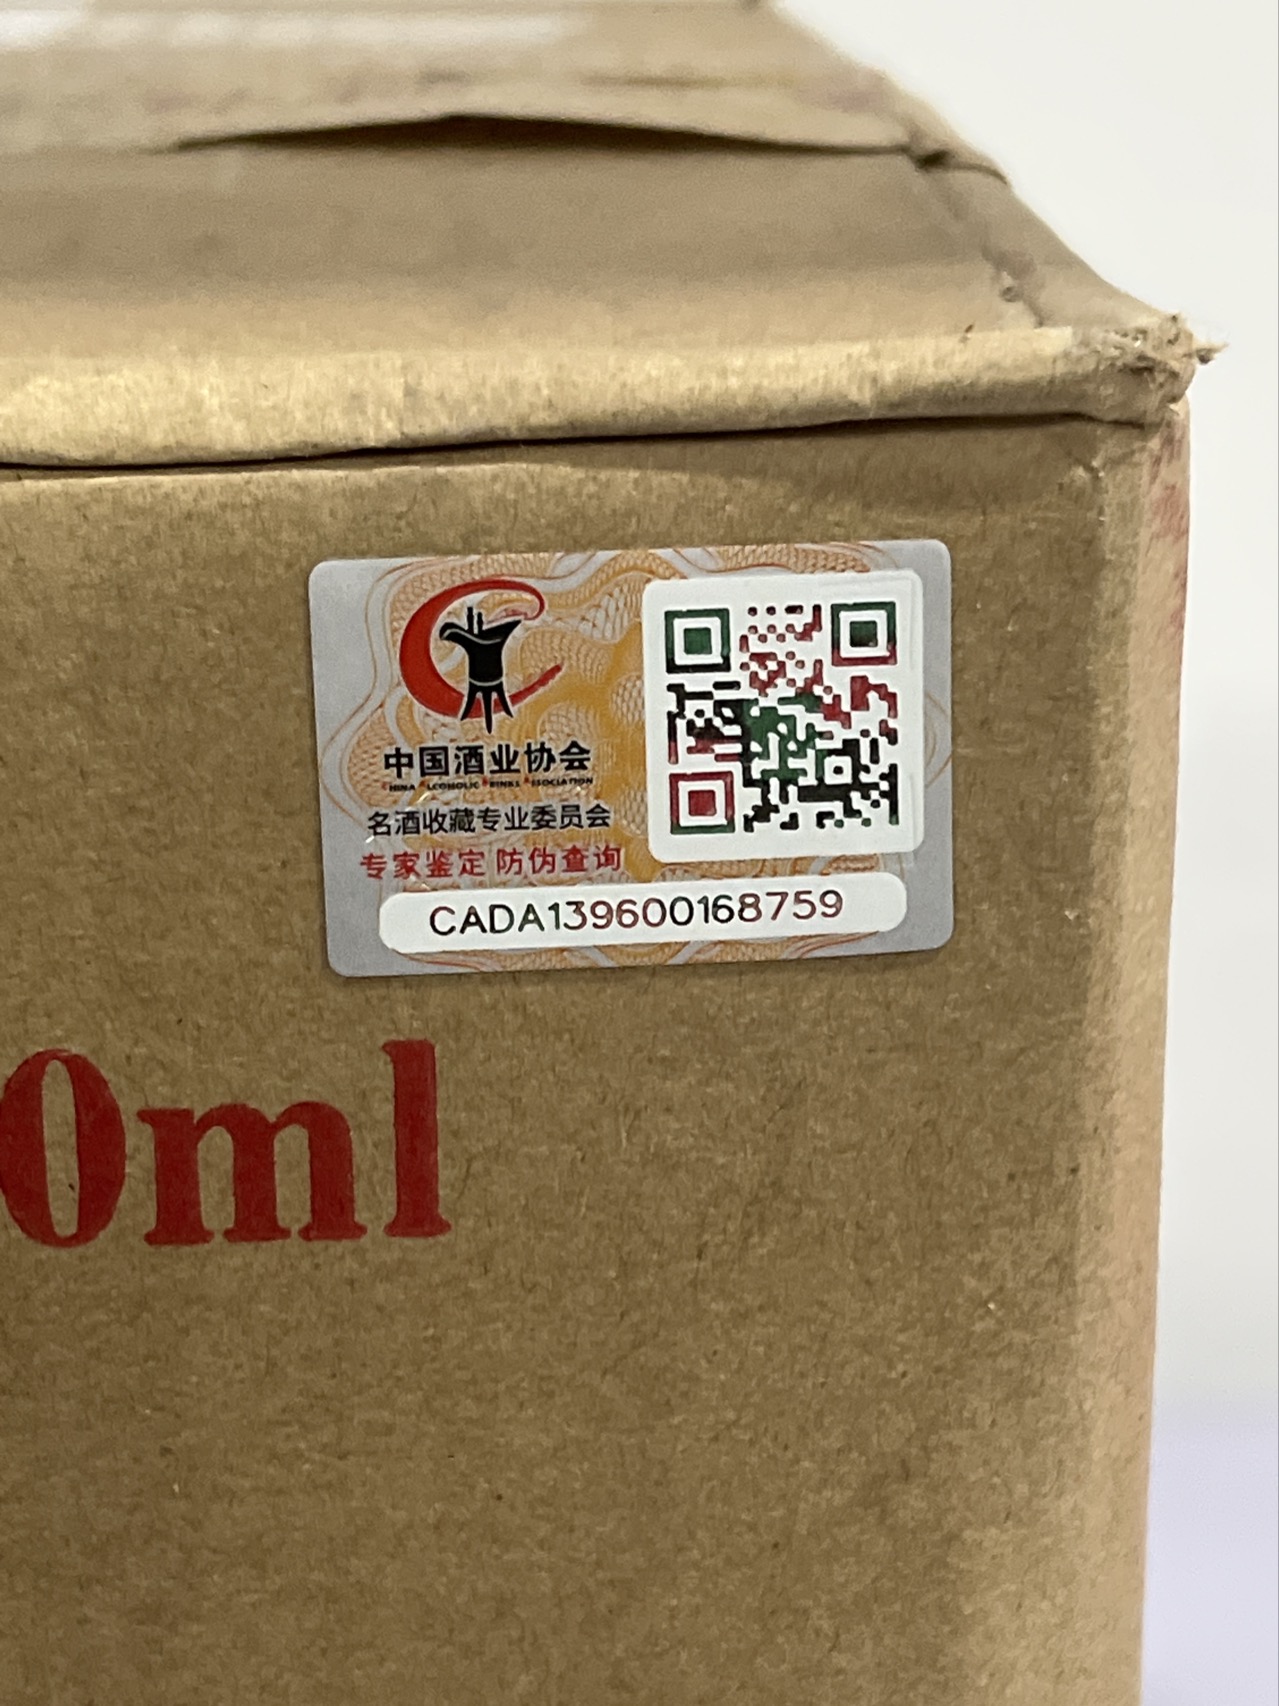 中国酒业协会
CHINA ALCOHOLIC DRINKS ASSOCIATION
名酒收藏专业委员会
专家鉴定 防伪查询
CADA139600168759
0ml